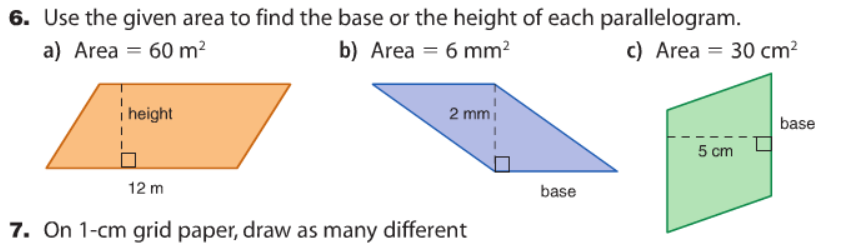 6. Use the given area to find the base or the height of each parallelogram.
a) Area = 60 m² b) Area = 6 mm² c) Area = 30 cm²
height 2 mm base
5 cm
12 m base
7. On 1-cm grid paper, draw as many different